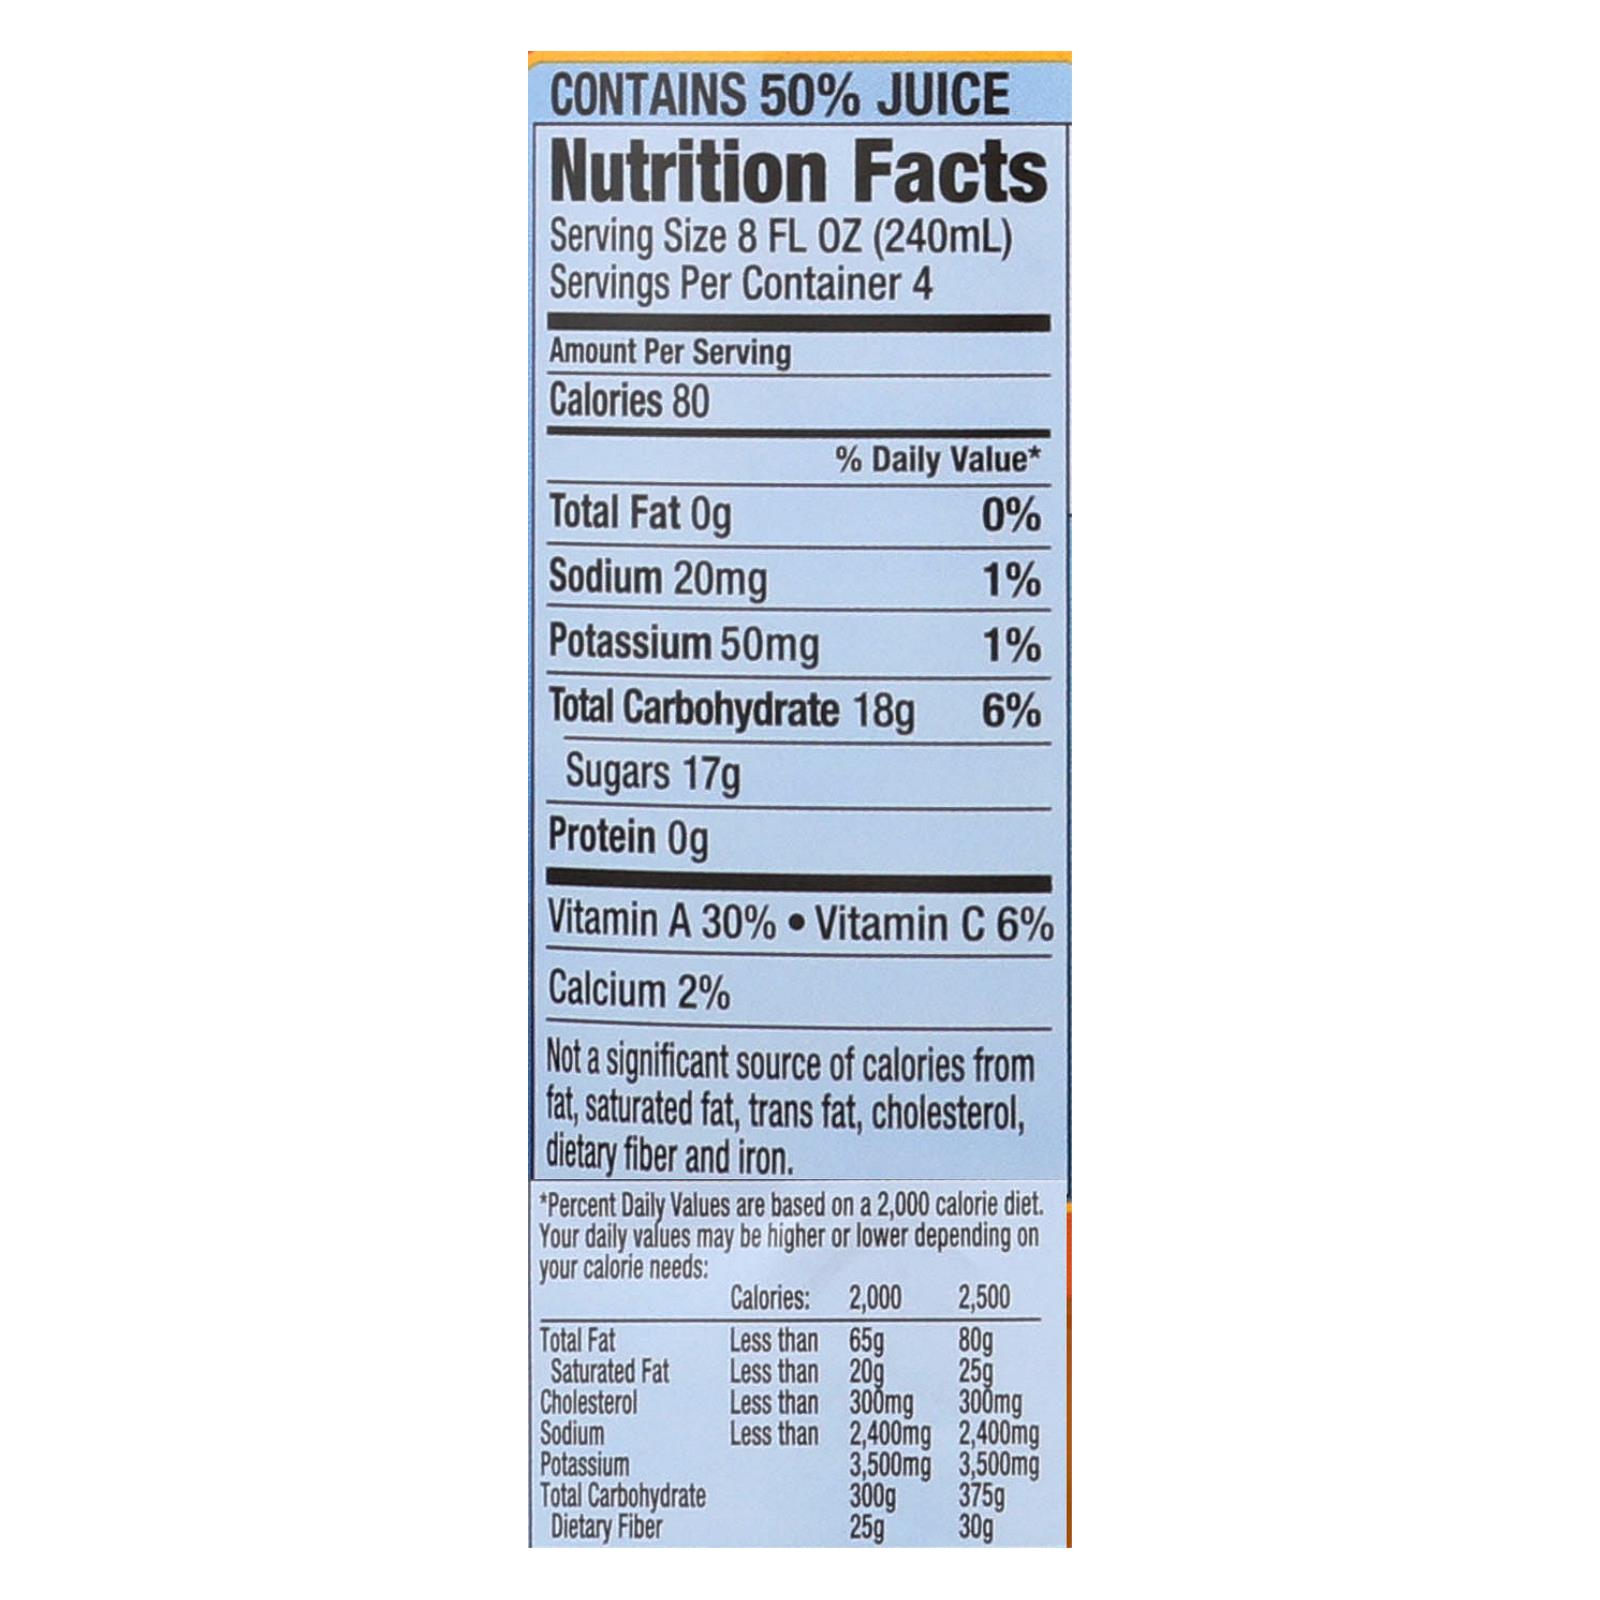 CONTAINS 50% JUICE
Nutrition Facts
Serving Size 8 FL OZ (240mL)
Servings Per Container 4
Amount Per Serving
Calories 80
% Daily Value*
Total Fat 0g 0%
Sodium 20mg 1%
Potassium 50mg 1%
Total Carbohydrate 18g 6%
Sugars 17g
Protein 0g
Vitamin A 30% • Vitamin C 6%
Calcium 2%
Not a significant source of calories from
fat, saturated fat, trans fat, cholesterol,
dietary fiber and iron.
*Percent Daily Values are based on a 2,000 calorie diet.
Your daily values may be higher or lower depending on
your calorie needs:
Calories: 2,000 2,500
Total Fat Less than 65g 80g
Saturated Fat Less than 20g 25g
Cholesterol Less than 300mg 300mg
Sodium Less than 2,400mg 2,400mg
Potassium 3,500mg 3,500mg
Total Carbohydrate 300g 375g
Dietary Fiber 25g 30g